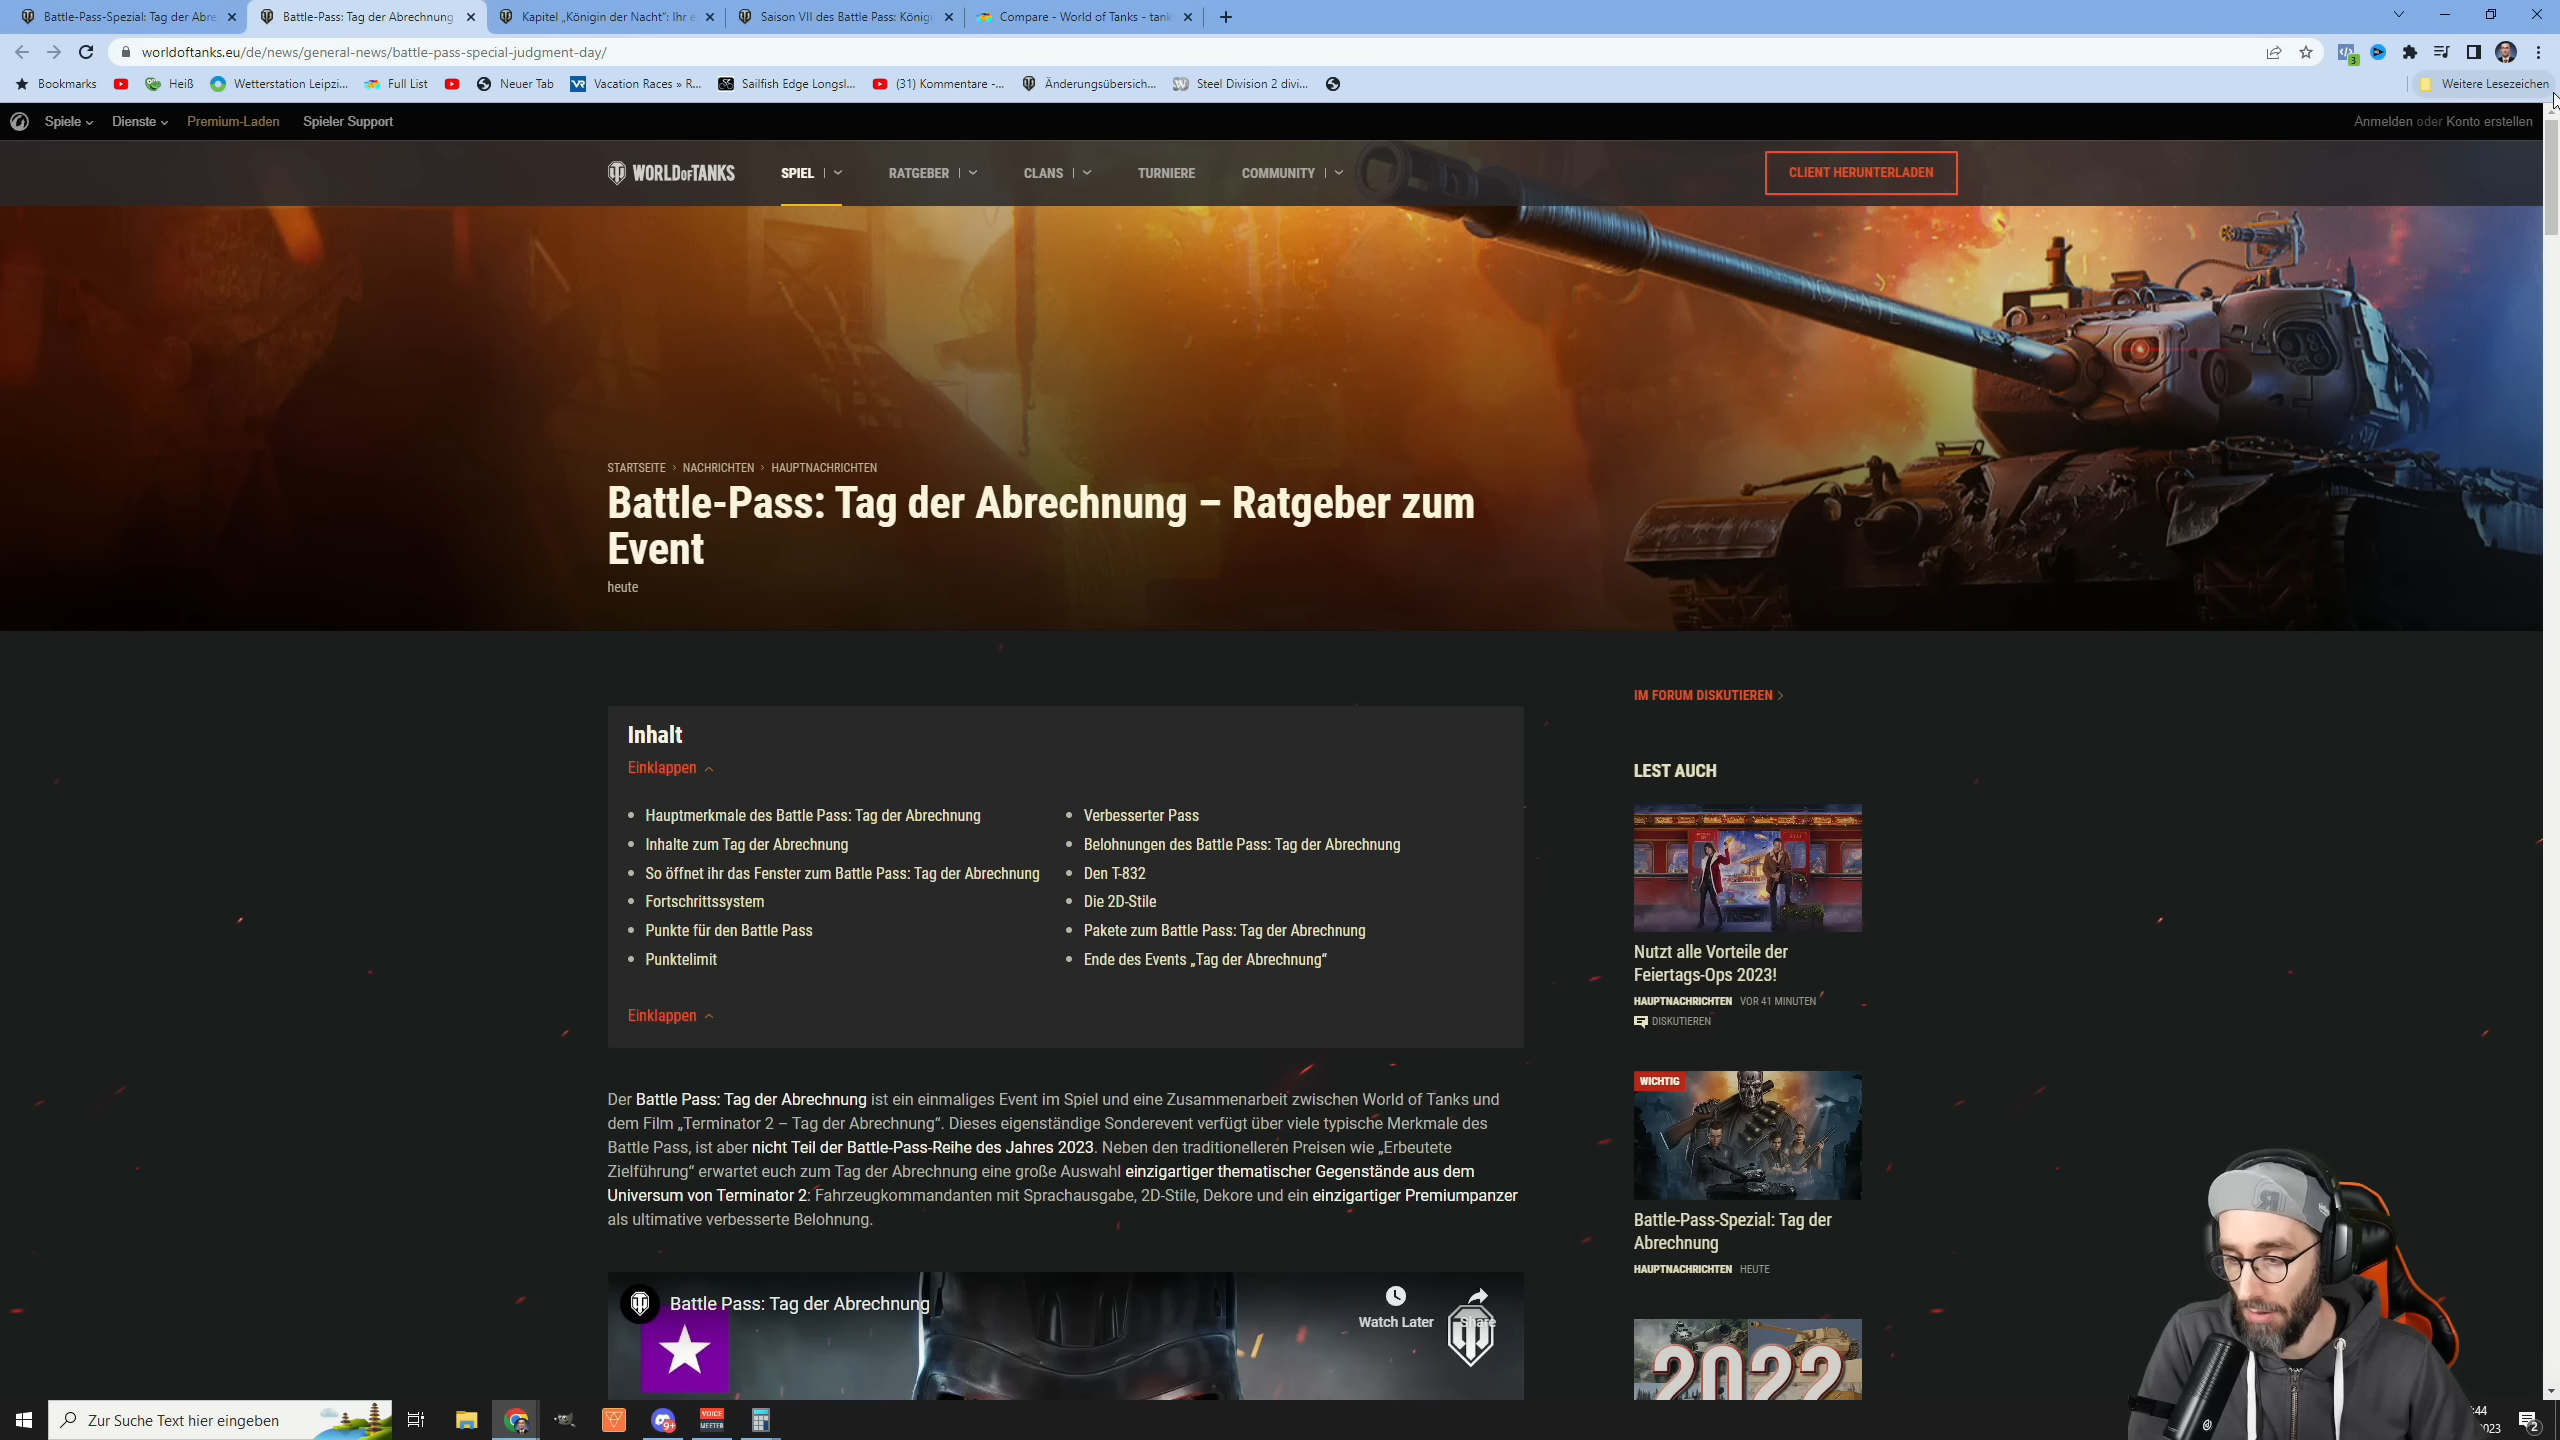 Battle-Pass-Spezial: Tag der Abre
Battle-Pass: Tag der Abrechnung
Kapitel „Königin der Nacht“: Ihr e
Saison VII des Battle Pass: Königi
Compare - World of Tanks - tank
worldoftanks.eu/de/news/general-news/battle-pass-special-judgment-day/
3
Bookmarks
Heiß
Wetterstation Leipzi...
Full List
Neuer Tab
Vacation Races » R...
Sailfish Edge Longsl...
(31) Kommentare -...
Änderungsübersich...
Steel Division 2 divi...
Weitere Lesezeichen
Spiele
Dienste
Premium-Laden
Spieler Support
Anmelden oder Konto erstellen
WORLD OF TANKS
SPIEL
RATGEBER
CLANS
TURNIERE
COMMUNITY
CLIENT HERUNTERLADEN
STARTSEITE > NACHRICHTEN > HAUPTNACHRICHTEN
Battle-Pass: Tag der Abrechnung – Ratgeber zum
Event
heute
Inhalt
Einklappen
Hauptmerkmale des Battle Pass: Tag der Abrechnung
Inhalte zum Tag der Abrechnung
So öffnet ihr das Fenster zum Battle Pass: Tag der Abrechnung
Fortschrittssystem
Punkte für den Battle Pass
Punktelimit
Verbesserter Pass
Belohnungen des Battle Pass: Tag der Abrechnung
Den T-832
Die 2D-Stile
Pakete zum Battle Pass: Tag der Abrechnung
Ende des Events „Tag der Abrechnung“
Einklappen
Der Battle Pass: Tag der Abrechnung ist ein einmaliges Event im Spiel und eine Zusammenarbeit zwischen World of Tanks und
dem Film „Terminator 2 – Tag der Abrechnung“. Dieses eigenständige Sonderevent verfügt über viele typische Merkmale des
Battle Pass, ist aber nicht Teil der Battle-Pass-Reihe des Jahres 2023. Neben den traditionelleren Preisen wie „Erbeutete
Zielführung“ erwartet euch zum Tag der Abrechnung eine große Auswahl einzigartiger thematischer Gegenstände aus dem
Universum von Terminator 2: Fahrzeugkommandanten mit Sprachausgabe, 2D-Stile, Dekore und ein einzigartiger Premiumpanzer
als ultimative verbesserte Belohnung.
Battle Pass: Tag der Abrechnung
Watch Later
Share
IM FORUM DISKUTIEREN >
LEST AUCH
Nutzt alle Vorteile der
Feiertags-Ops 2023!
HAUPTNACHRICHTEN VOR 41 MINUTEN
DISKUTIEREN
WICHTIG
Battle-Pass-Spezial: Tag der
Abrechnung
HAUPTNACHRICHTEN HEUTE
2022
Zur Suche Text hier eingeben
9+
VOICE
MEETER
:44
2023
2